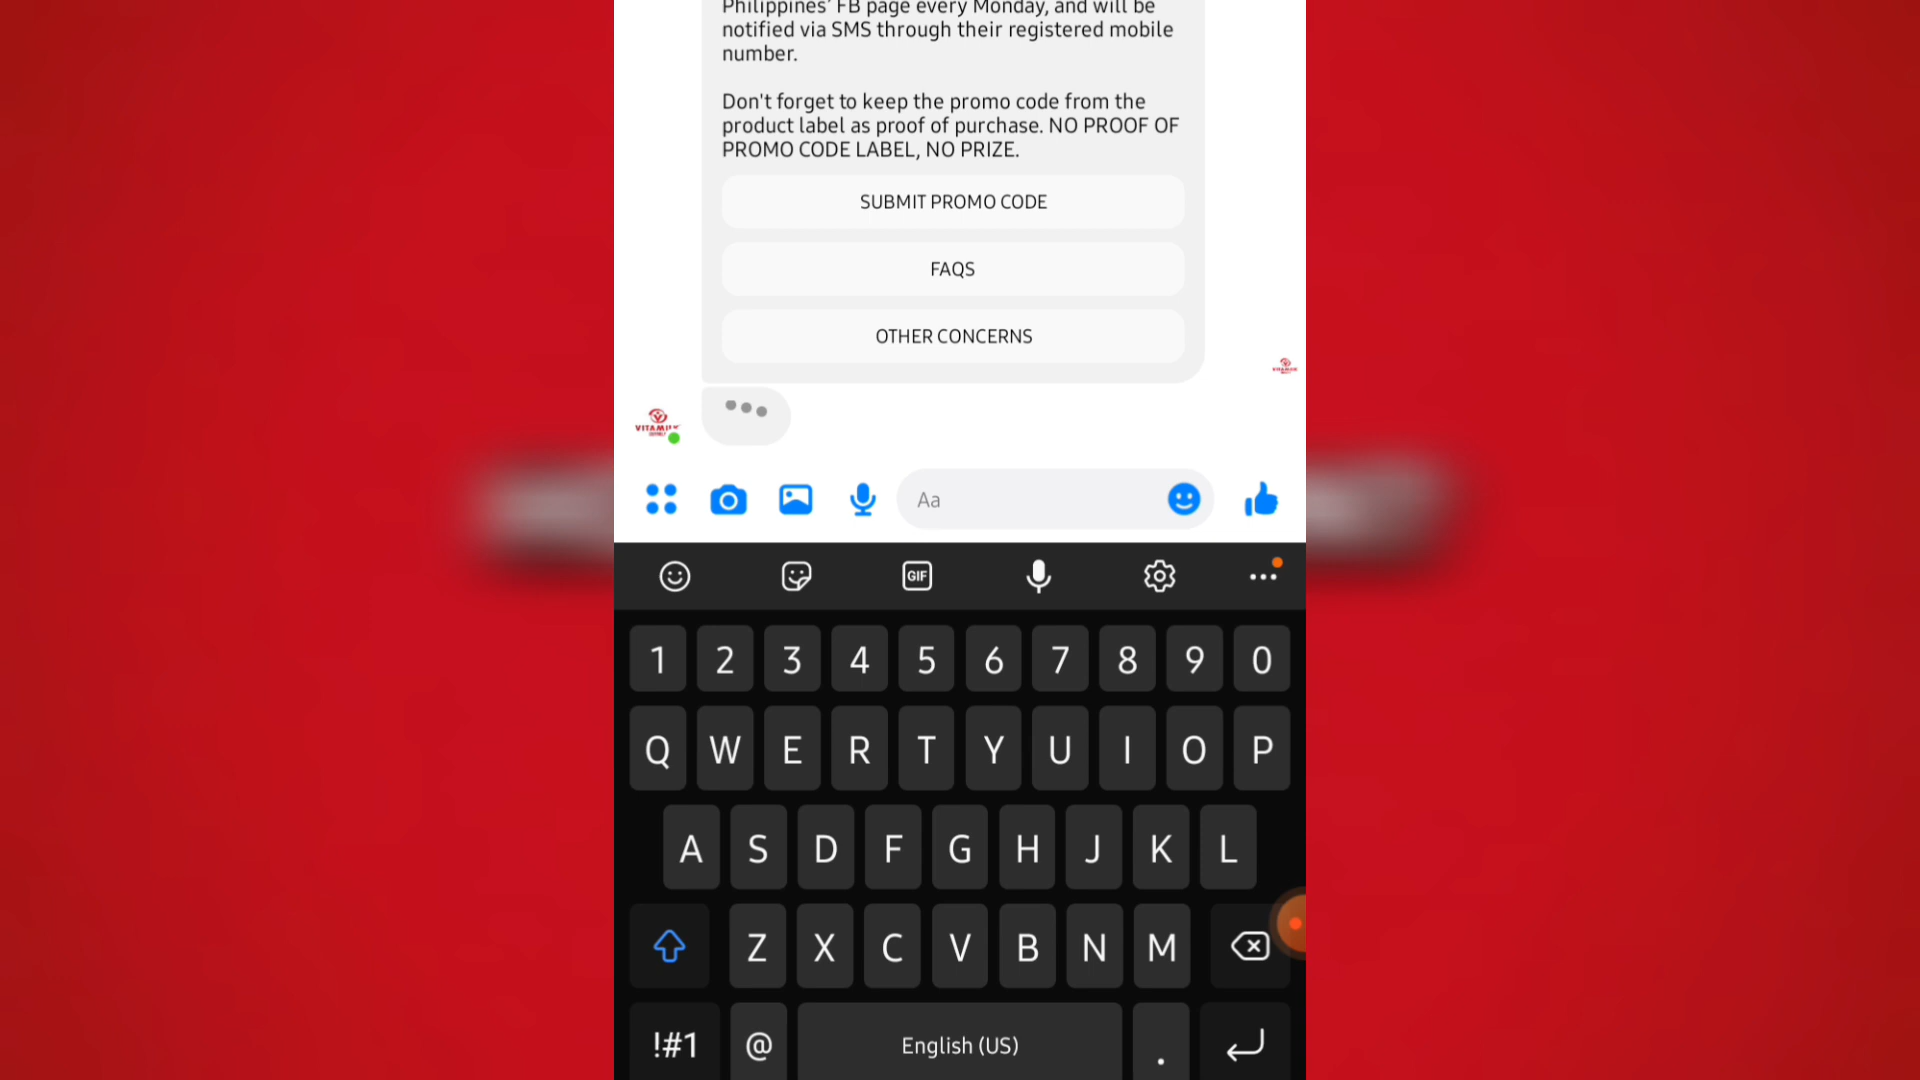 Philippines' FB page every Monday, and will be
notified via SMS through their registered mobile
number.
Don't forget to keep the promo code from the
product label as proof of purchase. NO PROOF OF
PROMO CODE LABEL, NO PRIZE.
SUBMIT PROMO CODE
FAQS
OTHER CONCERNS
VITAMILK
Aa
GIF
1 2 3 4 5 6 7 8 9 0
Q W E R T Y U I O P
A S D F G H J K L
Z X C V B N M
!#1 @ English (US) .